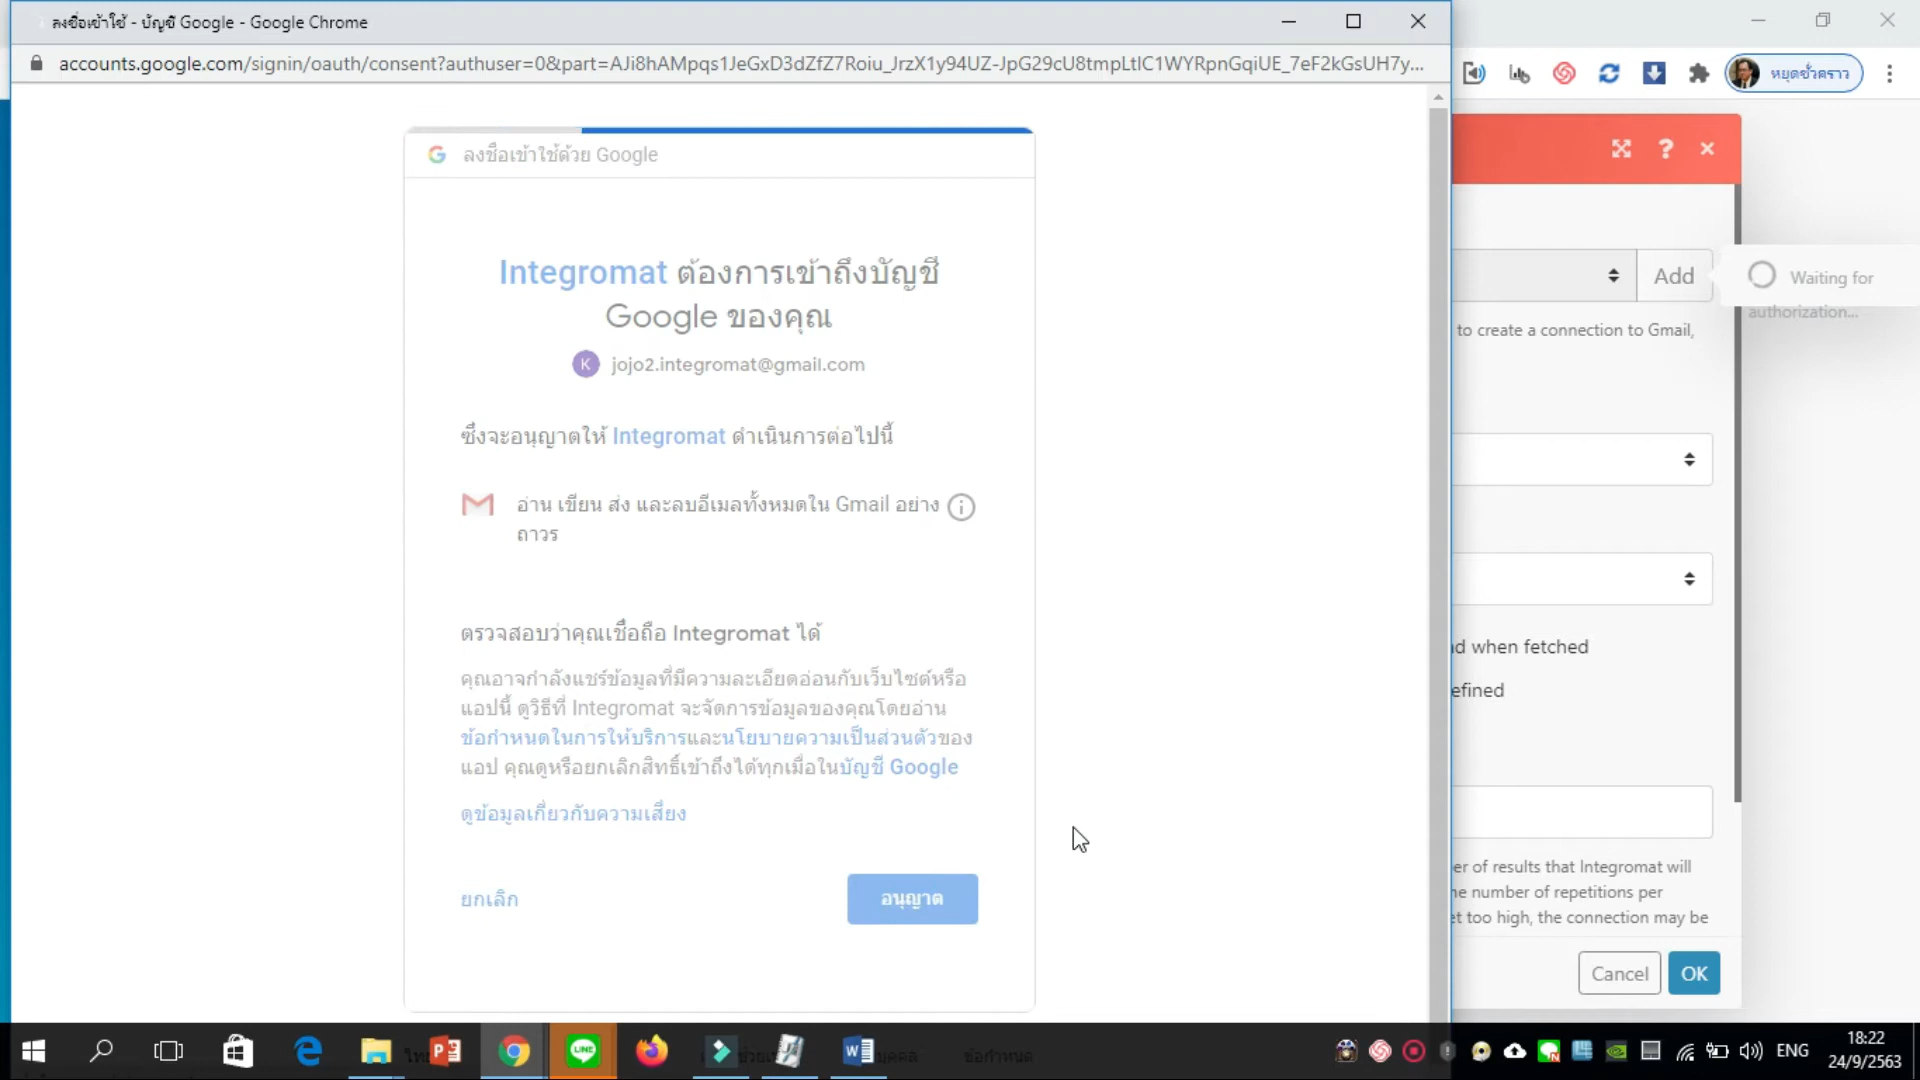 ลงชื่อเข้าใช้ - บัญชี Google - Google Chrome
accounts.google.com/signin/oauth/consent?authuser=0&part=AJi8hAMpqs1JeGxD3dZfZ7Roiu_JrzX1y94UZ-JpG29cU8tmpLtlC1WYRpnGqiUE_7eF2kGsUH7y...
หยุดชั่วคราว
ลงชื่อเข้าใช้ด้วย Google
Integromat ต้องการเข้าถึงบัญชี
Google ของคุณ
K jojo2.integromat@gmail.com
ซึ่งจะอนุญาตให้ Integromat ดำเนินการต่อไปนี้
อ่าน เขียน ส่ง และลบอีเมลทั้งหมดใน Gmail อย่าง
ถาวร
ตรวจสอบว่าคุณเชื่อถือ Integromat ได้
คุณอาจกำลังแชร์ข้อมูลที่มีความละเอียดอ่อนกับเว็บไซต์หรือ
แอปนี้ ดูวิธีที่ Integromat จะจัดการข้อมูลของคุณโดยอ่าน
ข้อกำหนดในการให้บริการและนโยบายความเป็นส่วนตัวของ
แอป คุณดูหรือยกเลิกสิทธิ์เข้าถึงได้ทุกเมื่อในบัญชี Google
ดูข้อมูลเกี่ยวกับความเสี่ยง
ยกเลิก
อนุญาต
Add
Waiting for
authorization...
to create a connection to Gmail,
d when fetched
efined
er of results that Integromat will
e number of repetitions per
et too high, the connection may be
Cancel
OK
ข้อกำหนด
ENG
18:22
24/9/2563